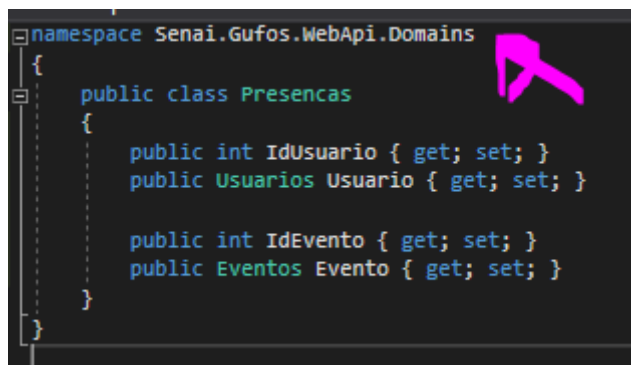 namespace Senai.Gufos.WebApi.Domains
{
public class Presencas
{
public int IdUsuario { get; set; }
public Usuarios Usuario { get; set; }
public int IdEvento { get; set; }
public Eventos Evento { get; set; }
}
}